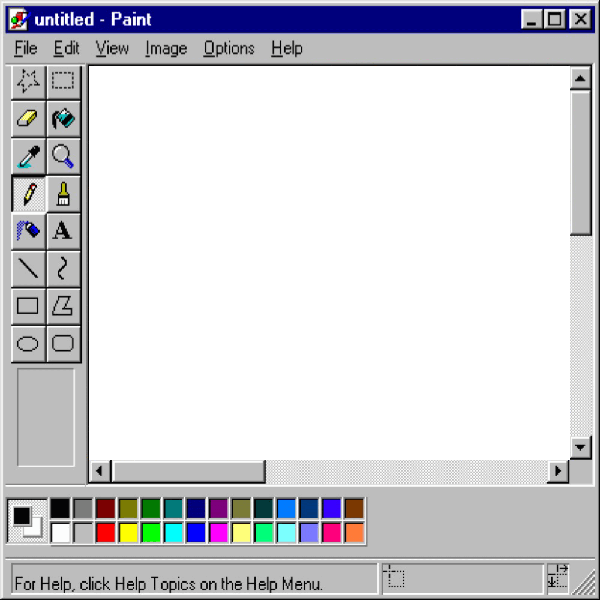 untitled - Paint
File Edit View Image Options Help
A
For Help, click Help Topics on the Help Menu.